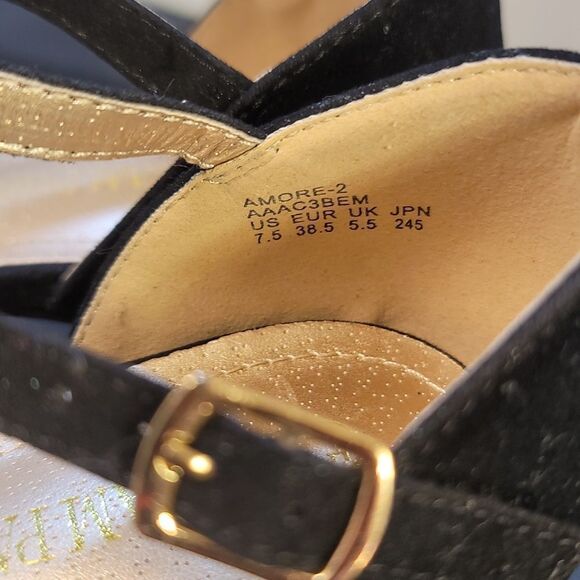 AMORE-2
AAAC3BEM
US EUR UK JPN
7.5 38.5 5.5 245